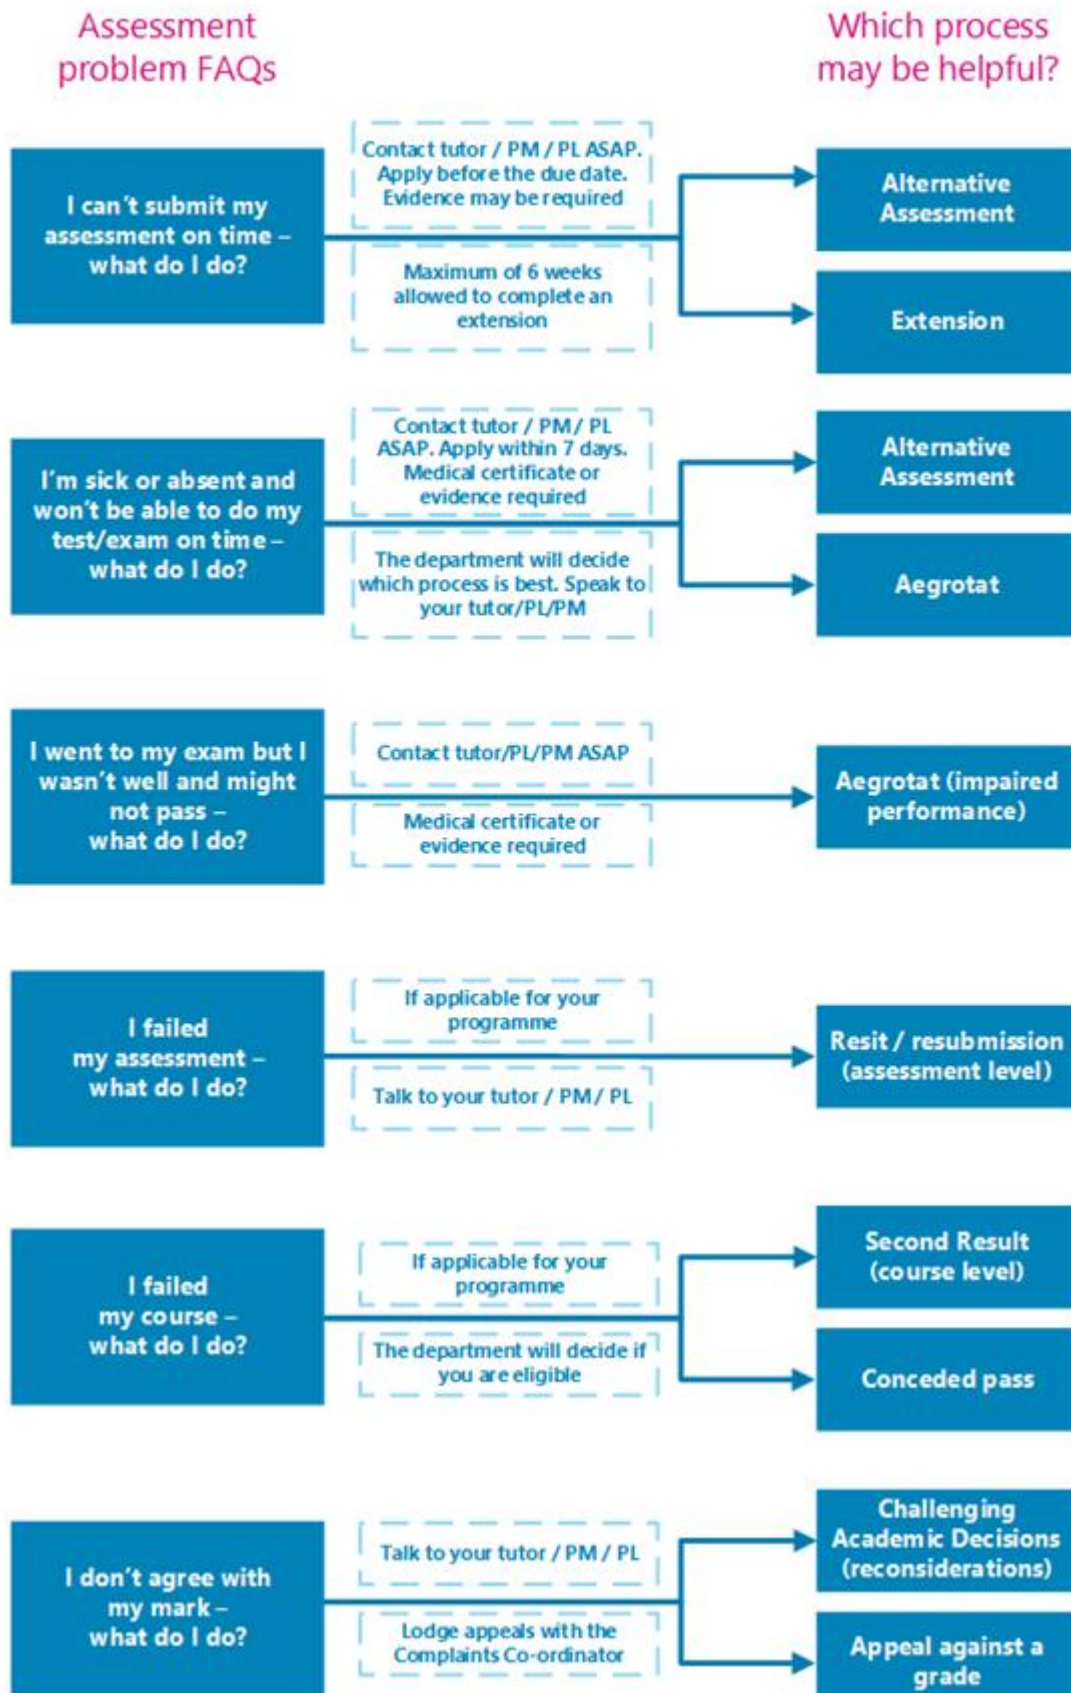 Assessment
problem FAQs
Which process
may be helpful?
I can't submit my
assessment on time –
what do I do?
Contact tutor / PM / PL ASAP.
Apply before the due date.
Evidence may be required
Maximum of 6 weeks
allowed to complete an
extension
Alternative
Assessment
Extension
I'm sick or absent and
won't be able to do my
test/exam on time –
what do I do?
Contact tutor / PM / PL
ASAP. Apply within 7 days.
Medical certificate or
evidence required
The department will decide
which process is best. Speak to
your tutor/PL/PM
Alternative
Assessment
Aegrotat
I went to my exam but I
wasn't well and might
not pass –
what do I do?
Contact tutor/PL/PM ASAP
Medical certificate or
evidence required
Aegrotat (impaired
performance)
I failed
my assessment –
what do I do?
If applicable for your
programme
Talk to your tutor / PM / PL
Resit / resubmission
(assessment level)
I failed
my course –
what do I do?
If applicable for your
programme
The department will decide if
you are eligible
Second Result
(course level)
Conceded pass
I don't agree with
my mark –
what do I do?
Talk to your tutor / PM / PL
Lodge appeals with the
Complaints Co-ordinator
Challenging
Academic Decisions
(reconsiderations)
Appeal against a
grade